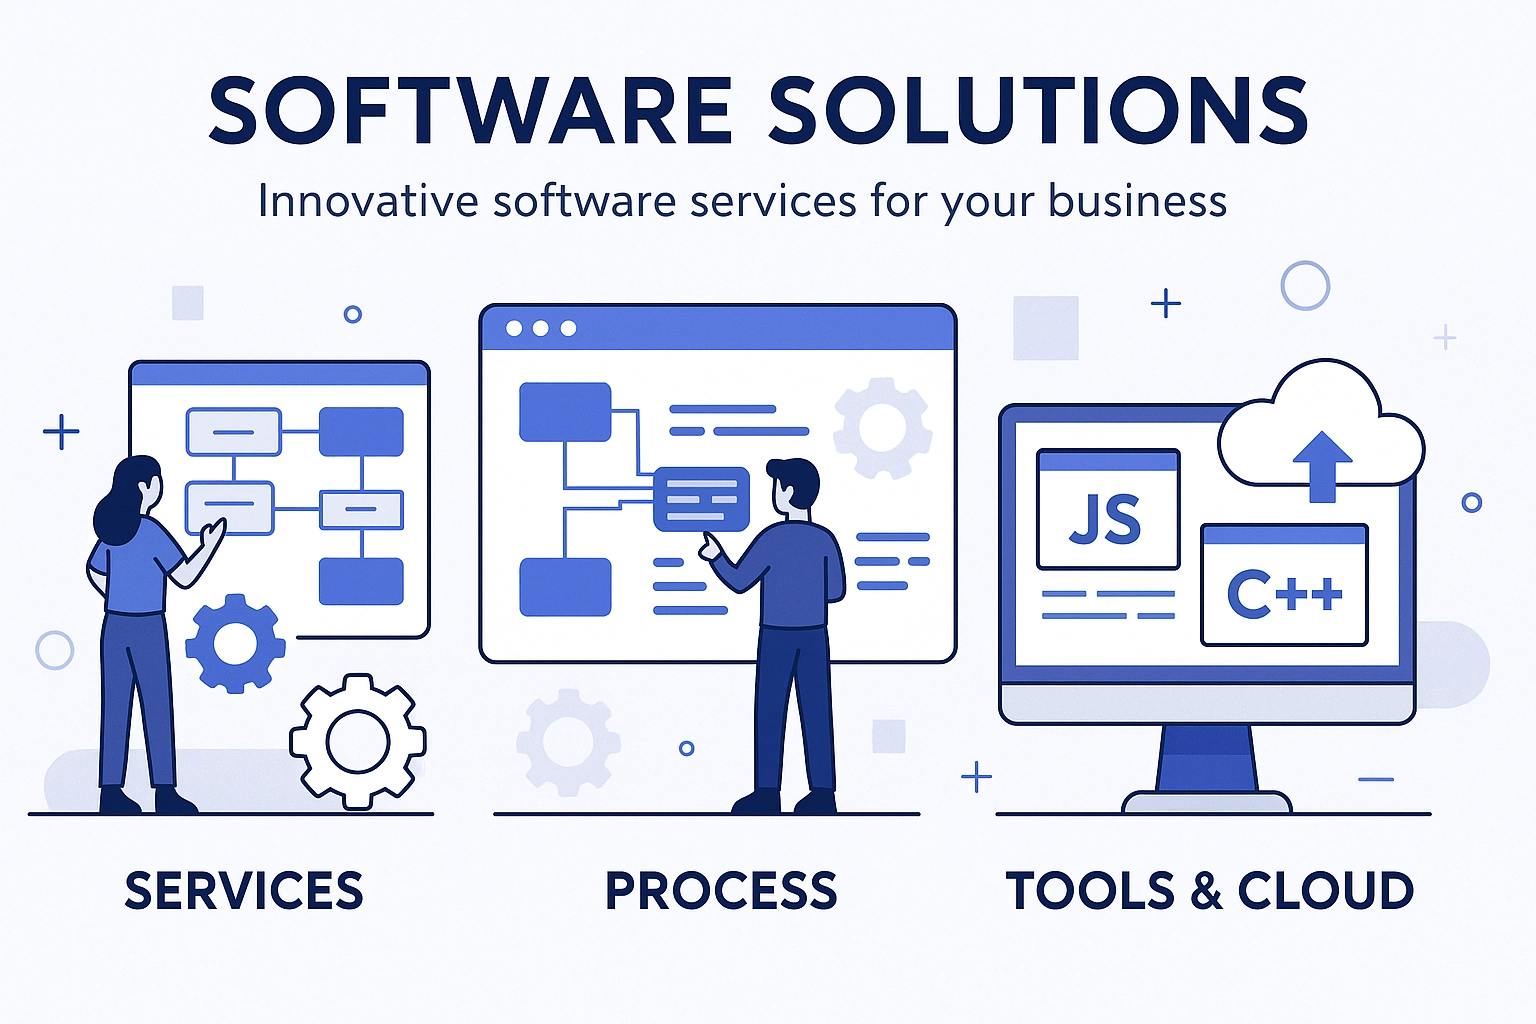 SOFTWARE SOLUTIONS
Innovative software services for your business
JS
C++
SERVICES
PROCESS
TOOLS & CLOUD